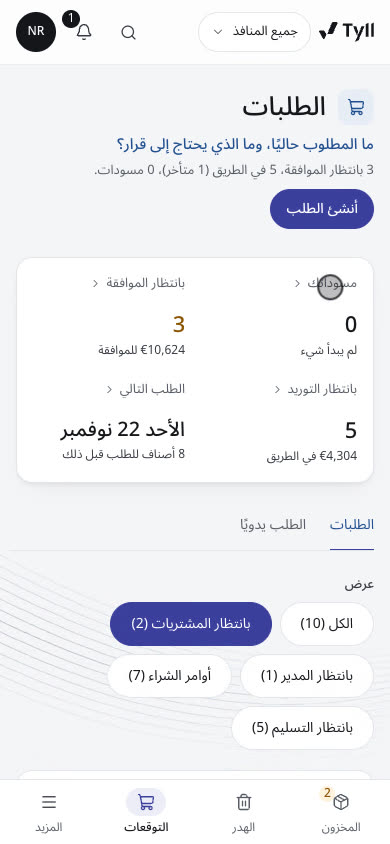 Tyll
جميع المنافذ
1
NR
الطلبات
ما المطلوب حاليًا، وما الذي يحتاج إلى قرار؟
3 بانتظار الموافقة، 5 في الطريق (1 متأخر)، 0 مسودات.
أنشئ الطلب
مسوداتك
0
لم يبدأ شيء
بانتظار الموافقة
3
€10,624 للموافقة
بانتظار التوريد
5
€4,304 في الطريق
الطلب التالي
الأحد 22 نوفمبر
8 أصناف للطلب قبل ذلك
الطلبات
الطلب يدويًا
عرض
الكل (10)
بانتظار المشتريات (2)
بانتظار المدير (1)
أوامر الشراء (7)
بانتظار التسليم (5)
2
المخزون
الهدر
التوقعات
المزيد